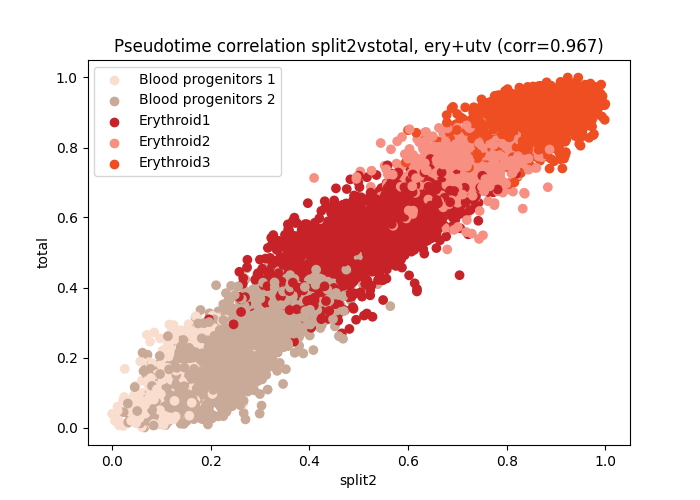 Pseudotime correlation split2vstotal, ery+utv (corr=0.967)
Blood progenitors 1
Blood progenitors 2
Erythroid1
Erythroid2
Erythroid3
1.0
0.8
0.6
0.4
0.2
0.0
total
0.0 0.2 0.4 0.6 0.8 1.0
split2